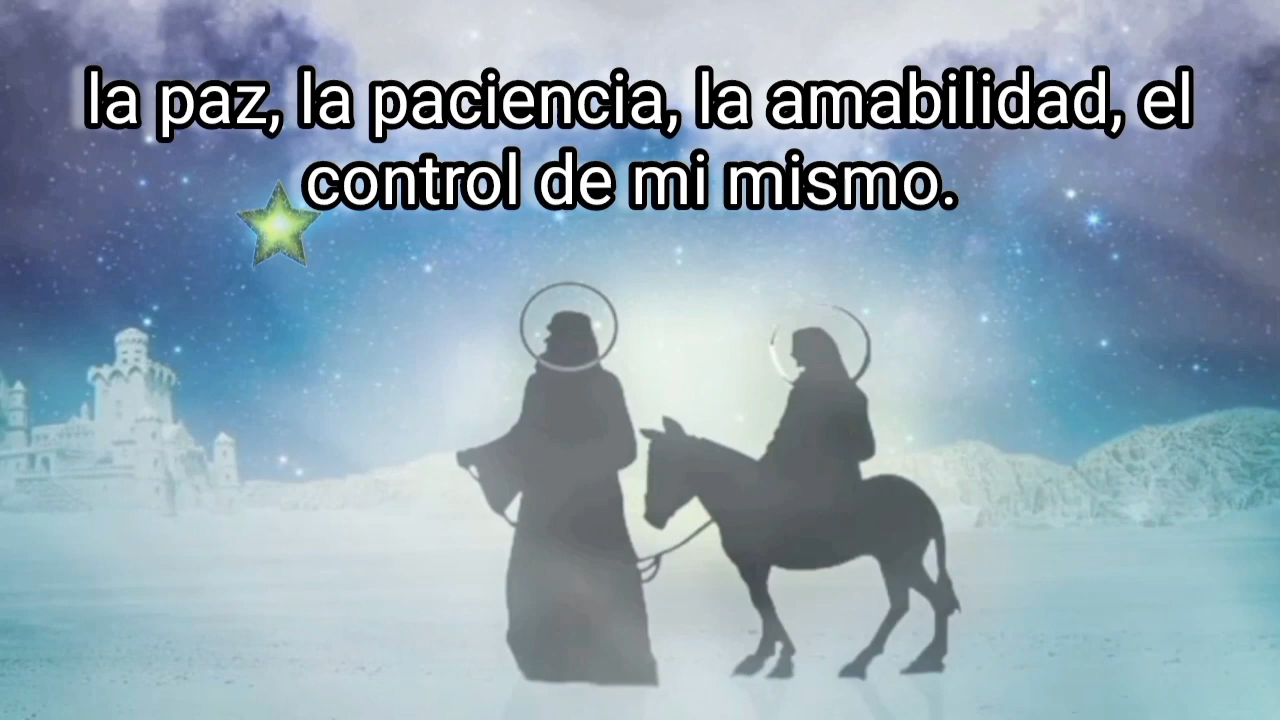 la paz, la paciencia, la amabilidad, el
control de mi mismo.